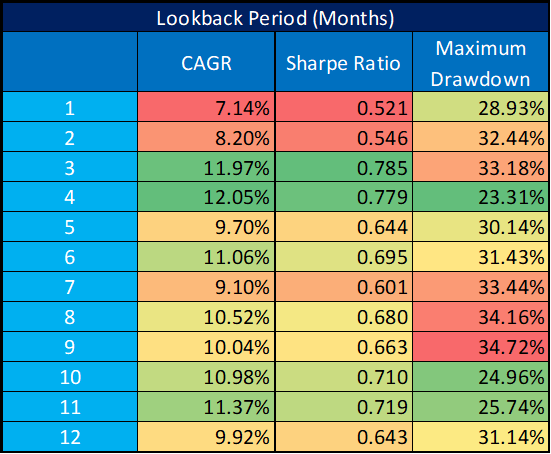 Lookback Period (Months)
CAGR Sharpe Ratio Maximum Drawdown
1 7.14% 0.521 28.93%
2 8.20% 0.546 32.44%
3 11.97% 0.785 33.18%
4 12.05% 0.779 23.31%
5 9.70% 0.644 30.14%
6 11.06% 0.695 31.43%
7 9.10% 0.601 33.44%
8 10.52% 0.680 34.16%
9 10.04% 0.663 34.72%
10 10.98% 0.710 24.96%
11 11.37% 0.719 25.74%
12 9.92% 0.643 31.14%